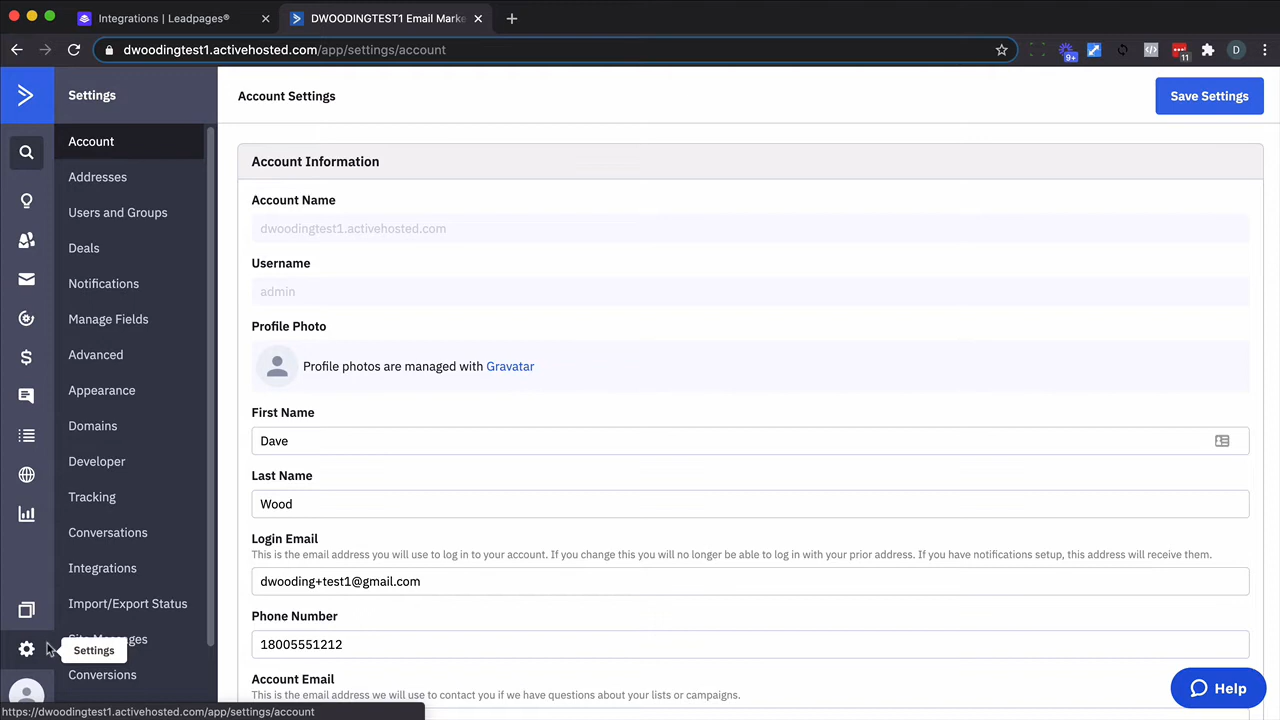 Integrations | Leadpages®
DWOODINGTEST1 Email Marke
dwoodingtest1.activehosted.com/app/settings/account
9+
11
D
Settings
Account
Addresses
Users and Groups
Deals
Notifications
Manage Fields
Advanced
Appearance
Domains
Developer
Tracking
Conversations
Integrations
Import/Export Status
Site Messages
Settings
Conversions
https://dwoodingtest1.activehosted.com/app/settings/account
Account Settings
Save Settings
Account Information
Account Name
dwoodingtest1.activehosted.com
Username
admin
Profile Photo
Profile photos are managed with Gravatar
First Name
Dave
Last Name
Wood
Login Email
This is the email address you will use to log in to your account. If you change this you will no longer be able to log in with your prior address. If you have notifications setup, this address will receive them.
dwooding+test1@gmail.com
Phone Number
18005551212
Account Email
This is the email address we will use to contact you if we have questions about your lists or campaigns.
Help